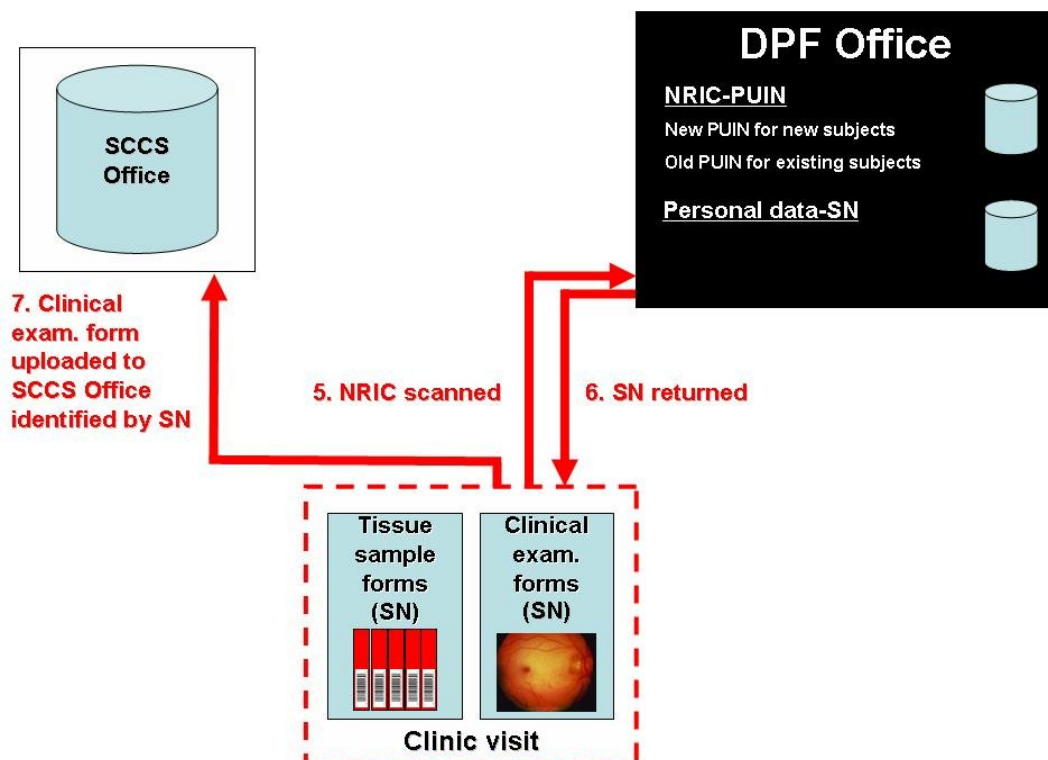 SCCS
Office
DPF Office
NRIC-PUIN
New PUIN for new subjects
Old PUIN for existing subjects
Personal data-SN
7. Clinical
exam. form
uploaded to
SCCS Office
identified by SN
5. NRIC scanned
6. SN returned
Tissue
sample
forms
(SN)
Clinical
exam.
forms
(SN)
Clinic visit